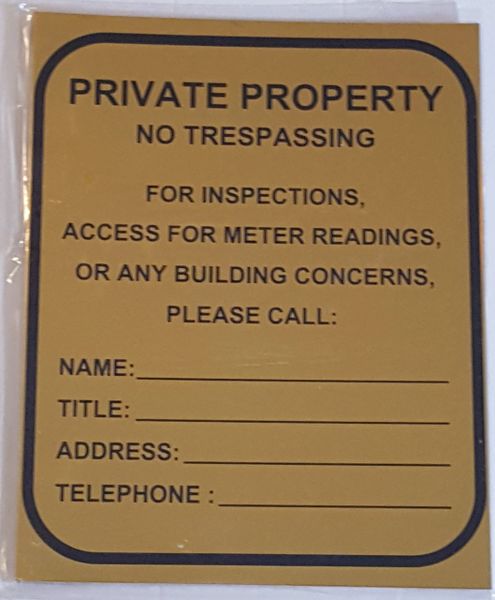 PRIVATE PROPERTY
NO TRESPASSING
FOR INSPECTIONS,
ACCESS FOR METER READINGS,
OR ANY BUILDING CONCERNS,
PLEASE CALL:
NAME:
TITLE:
ADDRESS:
TELEPHONE :